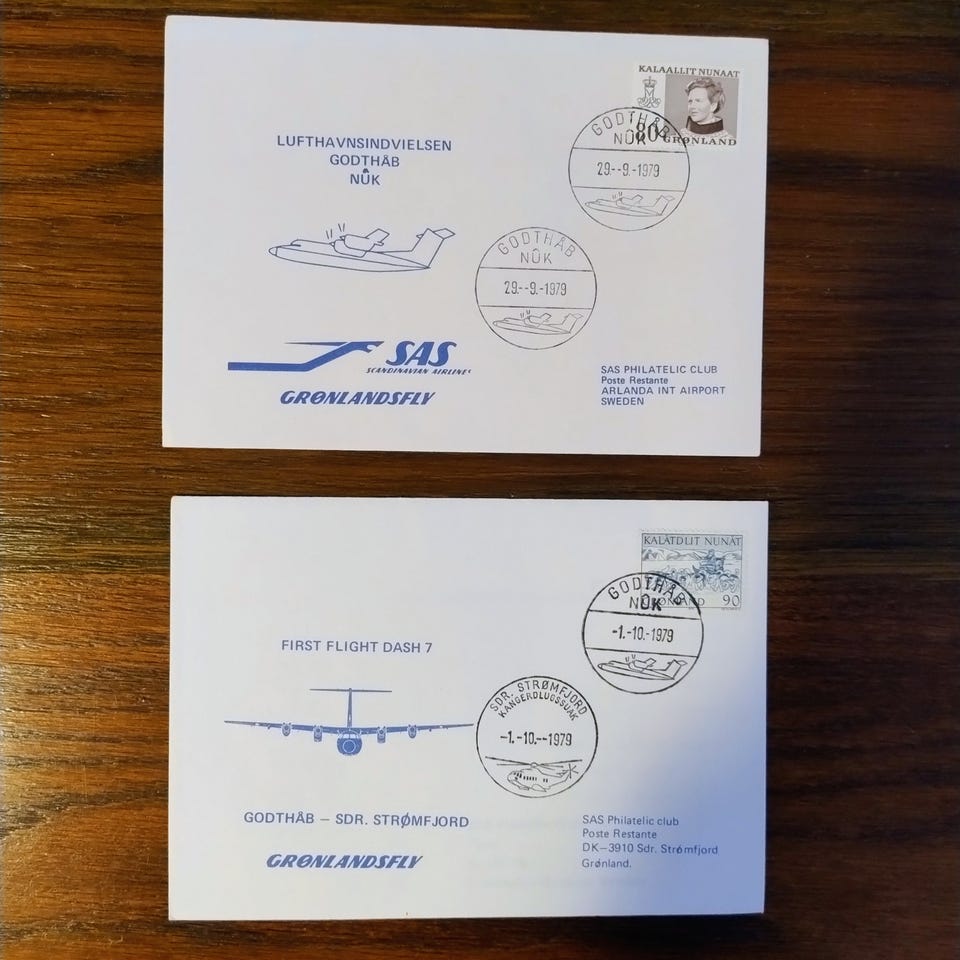 KALAALLIT NUNAAT
80
GRØNLAND
GODTHÅB
NÛK
29.--9.-1979
LUFTHAVNSINDVIELSEN
GODTHÅB
NÛK
GODTHÅB
NÛK
29.--9.-1979
SAS
SCANDINAVIAN AIRLINES
GRØNLANDSFLY
SAS PHILATELIC CLUB
Poste Restante
ARLANDA INT AIRPORT
SWEDEN
KALÂTDLIT NUNÂT
GRØNLAND 90
GODTHÅB
NÛK
-1.-10.-1979
FIRST FLIGHT DASH 7
SDR. STRØMFJORD
KANGERDLUGSSUAK
-1.-10.--1979
GODTHÅB – SDR. STRØMFJORD
GRØNLANDSFLY
SAS Philatelic club
Poste Restante
DK-3910 Sdr. Strømfjord
Grønland.